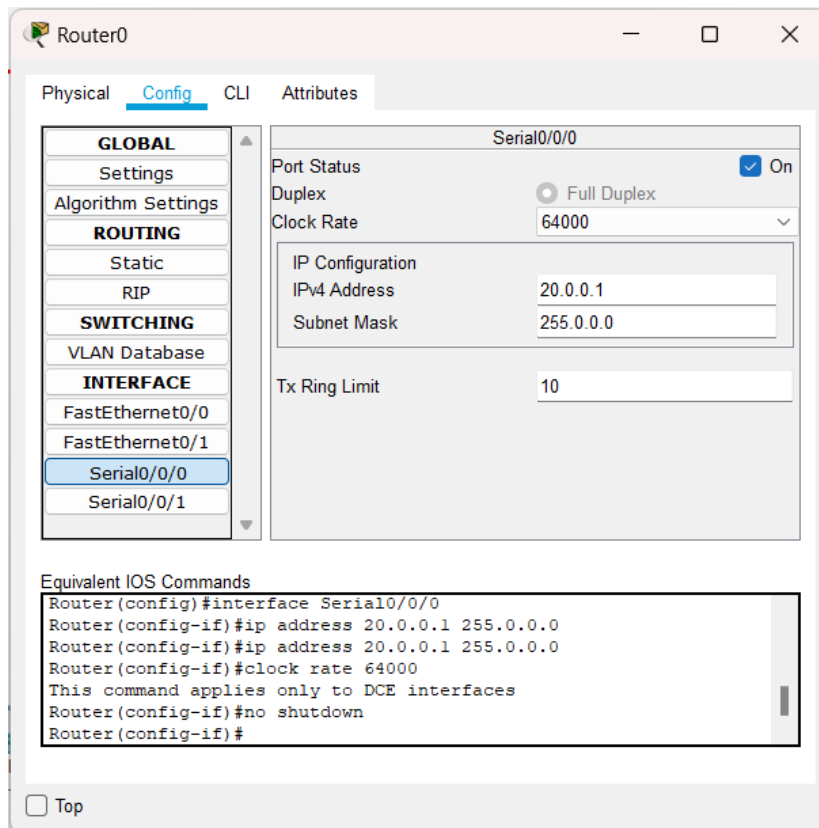 Router0
Physical Config CLI Attributes
GLOBAL
Settings
Algorithm Settings
ROUTING
Static
RIP
SWITCHING
VLAN Database
INTERFACE
FastEthernet0/0
FastEthernet0/1
Serial0/0/0
Serial0/0/1
Serial0/0/0
Port Status On
Duplex Full Duplex
Clock Rate 64000
IP Configuration
IPv4 Address 20.0.0.1
Subnet Mask 255.0.0.0
Tx Ring Limit 10
Equivalent IOS Commands
Router(config)#interface Serial0/0/0
Router(config-if)#ip address 20.0.0.1 255.0.0.0
Router(config-if)#ip address 20.0.0.1 255.0.0.0
Router(config-if)#clock rate 64000
This command applies only to DCE interfaces
Router(config-if)#no shutdown
Router(config-if)#
Top